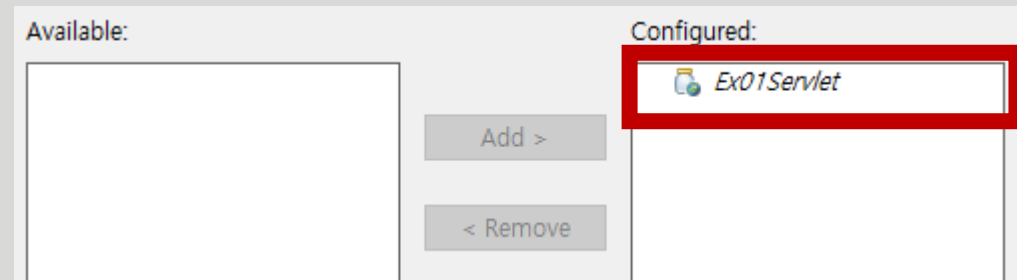 Available:
Configured:
Ex01Servlet
Add >
< Remove